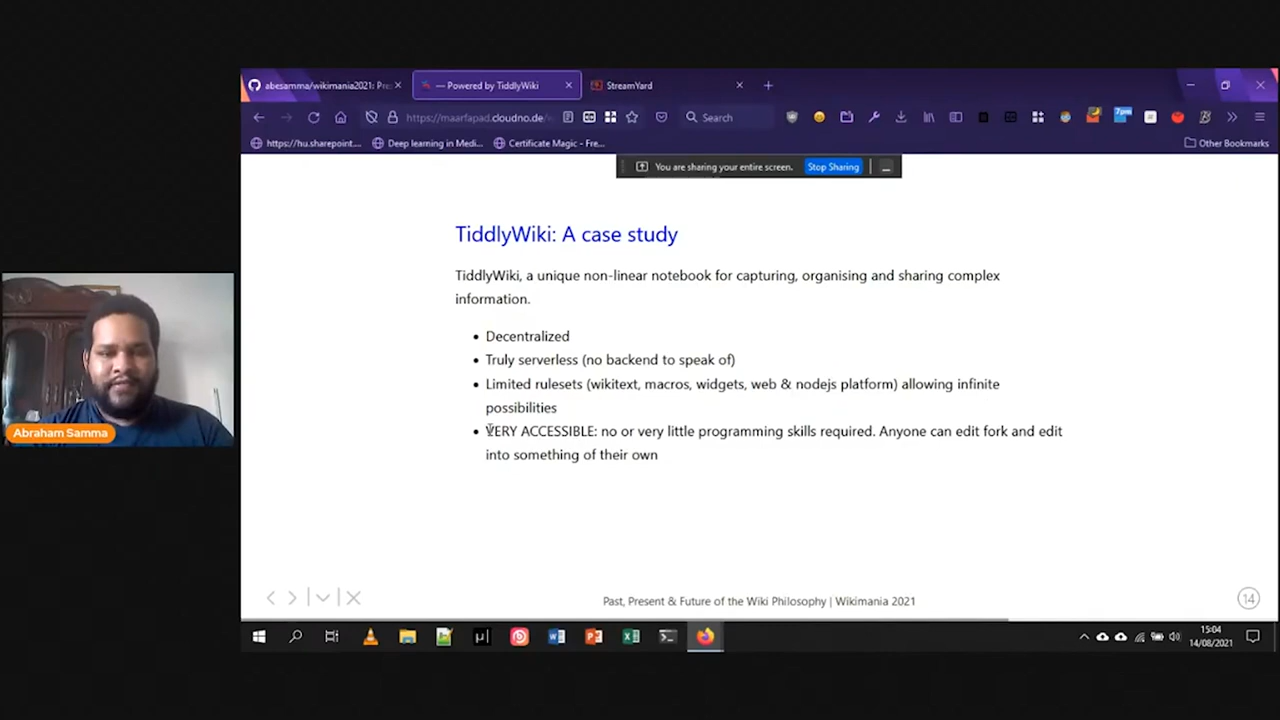 abesamma/wikimania2021: Pre
— Powered by TiddlyWiki
StreamYard
https://maarfapad.cloudno.de/
Search
https://hu.sharepoint....
Deep learning in Medi...
Certificate Magic - Fre...
Other Bookmarks
You are sharing your entire screen.
Stop Sharing
TiddlyWiki: A case study
TiddlyWiki, a unique non-linear notebook for capturing, organising and sharing complex
information.
Decentralized
Truly serverless (no backend to speak of)
Limited rulesets (wikitext, macros, widgets, web & nodejs platform) allowing infinite
possibilities
VERY ACCESSIBLE: no or very little programming skills required. Anyone can edit fork and edit
into something of their own
Abraham Samma
Past, Present & Future of the Wiki Philosophy | Wikimania 2021
14
15:04
14/08/2021